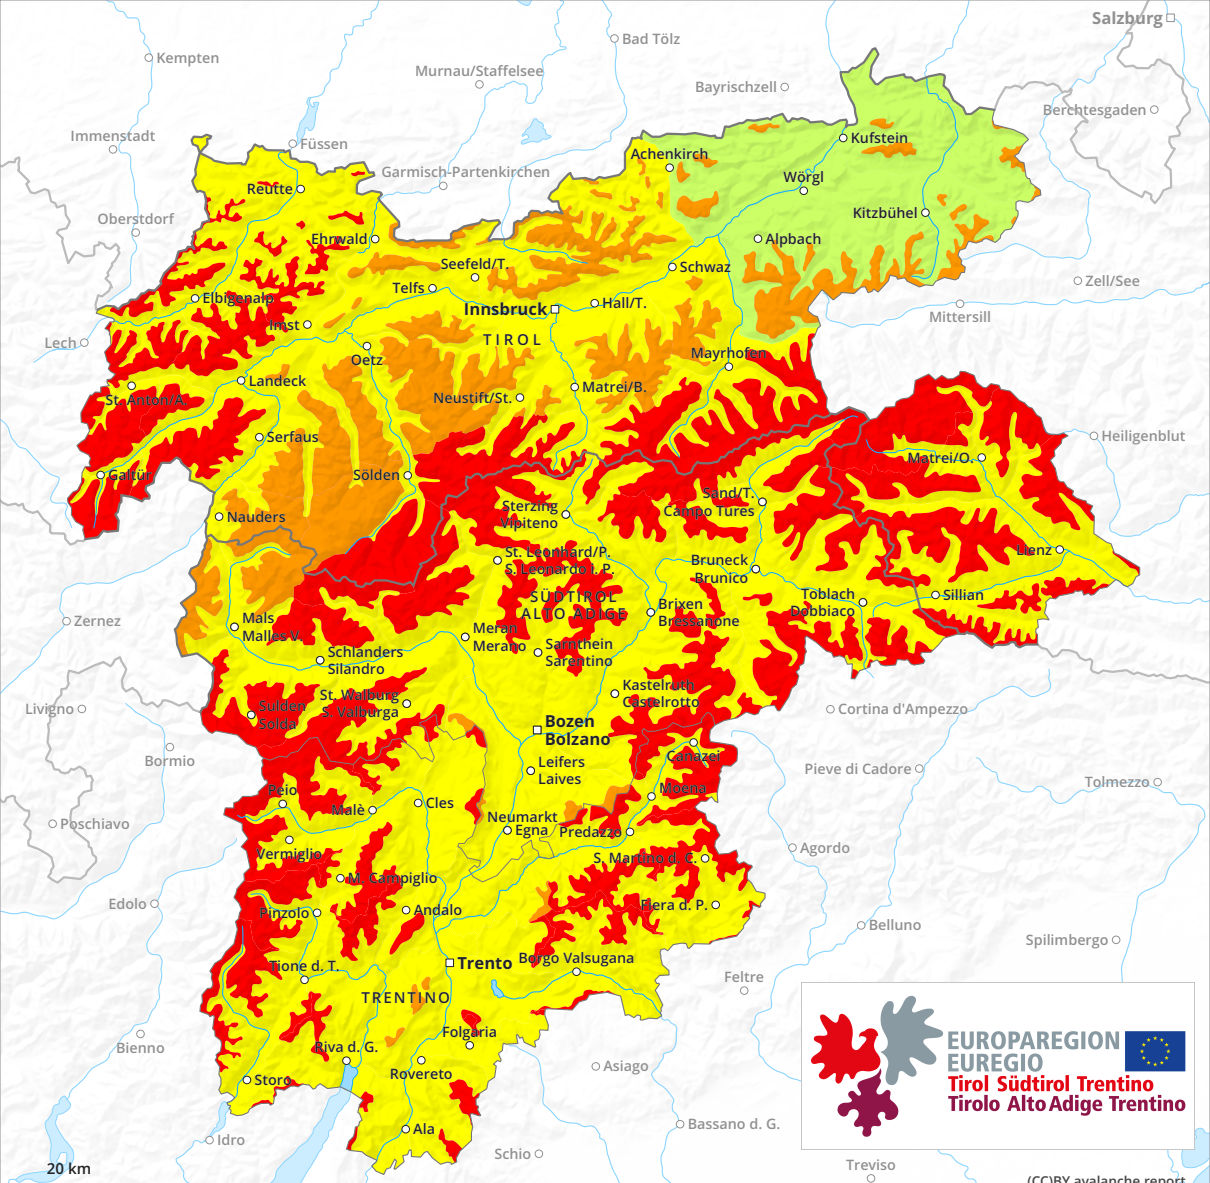 Salzburg
Bad Tölz
Kempten
Murnau/Staffelsee
Bayrischzell
Berchtesgaden
Immenstadt
Füssen
Kufstein
Achenkirch
Garmisch-Partenkirchen
Wörgl
Reutte
Oberstdorf
Kitzbühel
Ehrwald
Alpbach
Seefeld/T.
Schwaz
Zell/See
Telfs
Elbigenalp
Hall/T.
Innsbruck
Mittersill
Imst
TIROL
Lech
Oetz
Mayrhofen
Landeck
Matrei/B.
St. Anton/A.
Neustift/St.
Serfaus
Heiligenblut
Matrei/O.
Galtür
Sölden
Sand/T.
Campo Tures
Sterzing
Vipiteno
Nauders
St. Leonhard/P.
S. Leonardo i. P.
Lienz
Bruneck
Brunico
SÜDTIROL
ALTO ADIGE
Toblach
Dobbiaco
Sillian
Brixen
Bressanone
Zernez
Mals
Malles V.
Meran
Merano
Sarnthein
Sarentino
Schlanders
Silandro
Kastelruth
Castelrotto
St. Walburg
S. Valburga
Livigno
Sulden
Solda
Cortina d'Ampezzo
Bozen
Bolzano
Bormio
Canazei
Leifers
Laives
Pieve di Cadore
Tolmezzo
Peio
Moena
Malè
Cles
Neumarkt
Egna
Predazzo
Poschiavo
Vermiglio
Agordo
S. Martino d. C.
M. Campiglio
Edolo
Pinzolo
Andalo
Fiera d. P.
Belluno
Spilimbergo
Trento
Borgo Valsugana
Tione d. T.
Feltre
TRENTINO
Folgaria
Bienno
Riva d. G.
EUROPAREGION
EUREGIO
Tirol Südtirol Trentino
Tirolo Alto Adige Trentino
Asiago
Rovereto
Storo
Ala
Bassano d. G.
Idro
Schio
20 km
Treviso
(CC)BY avalanche.report